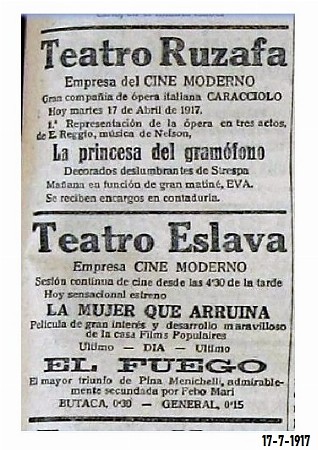 Teatro Ruzafa
Empresa del CINE MODERNO
Gran compañía de ópera italiana CARACCIOLO
Hoy martes 17 de Abril de 1917.
1.ª Representación de la ópera en tres actos,
de E. Reggio, música de Nelson,
La princesa del gramófono
Decorados deslumbrantes de Strespa
Mañana en función de gran matiné, EVA.
Se reciben encargos en contaduría.
Teatro Eslava
Empresa CINE MODERNO
Sesión continua de cine desde las 4'30 de la tarde
Hoy sensacional estreno
LA MUJER QUE ARRUINA
Película de gran interés y desarrollo maravilloso
de la casa Films Populaires
Ultimo — DIA — Ultimo
EL FUEGO
El mayor triunfo de Pina Menichelli, admirable-
mente secundada por Febo Mari
BUTACA, 0'30 — GENERAL, 0'15
17-7-1917